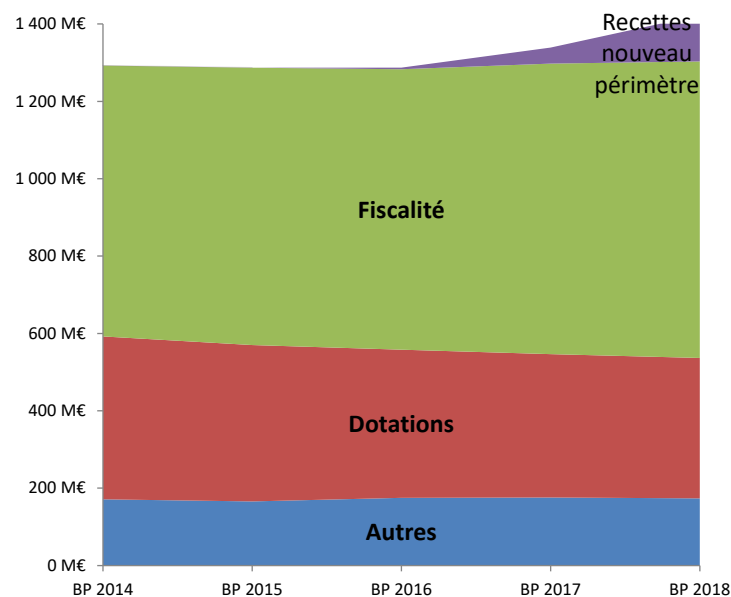 1 400 M€
Recettes
nouveau
périmètre
1 200 M€
1 000 M€
Fiscalité
800 M€
600 M€
400 M€
Dotations
200 M€
Autres
0 M€
BP 2014 BP 2015 BP 2016 BP 2017 BP 2018